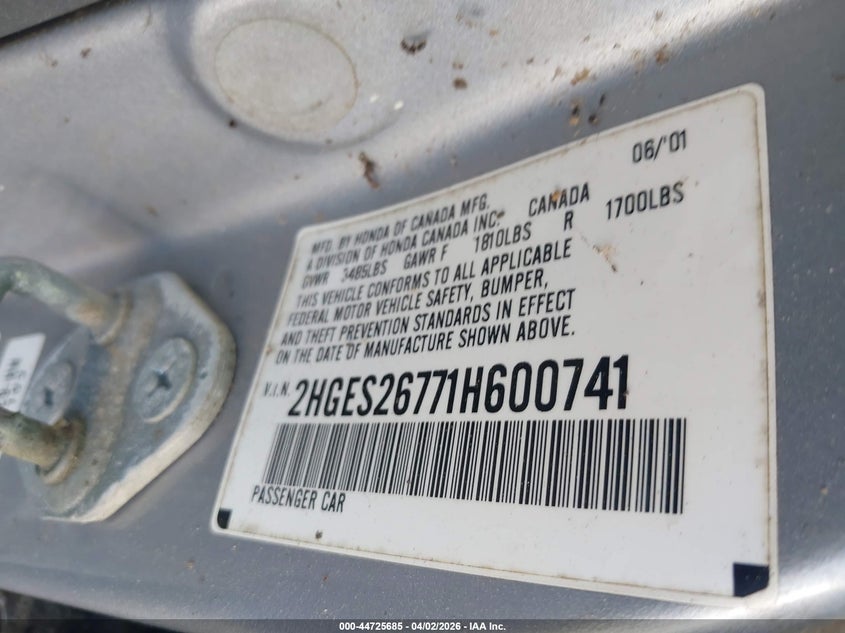 06/'01
MFD. BY HONDA OF CANADA MFG.
A DIVISION OF HONDA CANADA INC. CANADA
GVWR 3485LBS GAWR F 1810LBS R 1700LBS
THIS VEHICLE CONFORMS TO ALL APPLICABLE
FEDERAL MOTOR VEHICLE SAFETY, BUMPER,
AND THEFT PREVENTION STANDARDS IN EFFECT
ON THE DATE OF MANUFACTURE SHOWN ABOVE.
V.I.N. 2HGES26771H600741
PASSENGER CAR
000-44725685 | 04/02/2026 | IAA Inc.